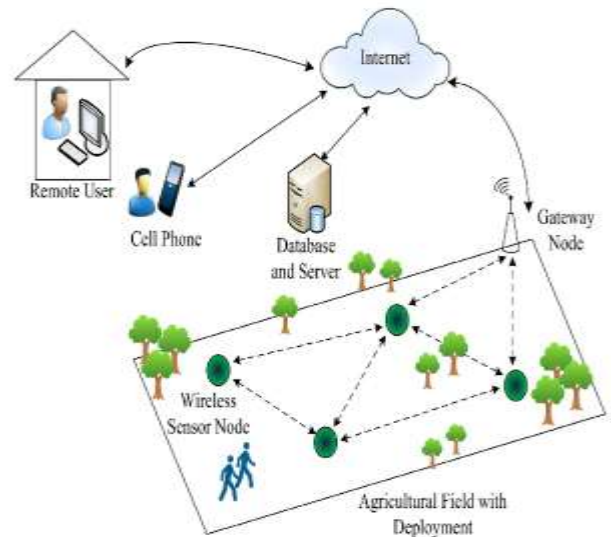 Internet
Remote User
Cell Phone
Database
and Server
Gateway
Node
Wireless
Sensor Node
Agricultural Field with
Deployment